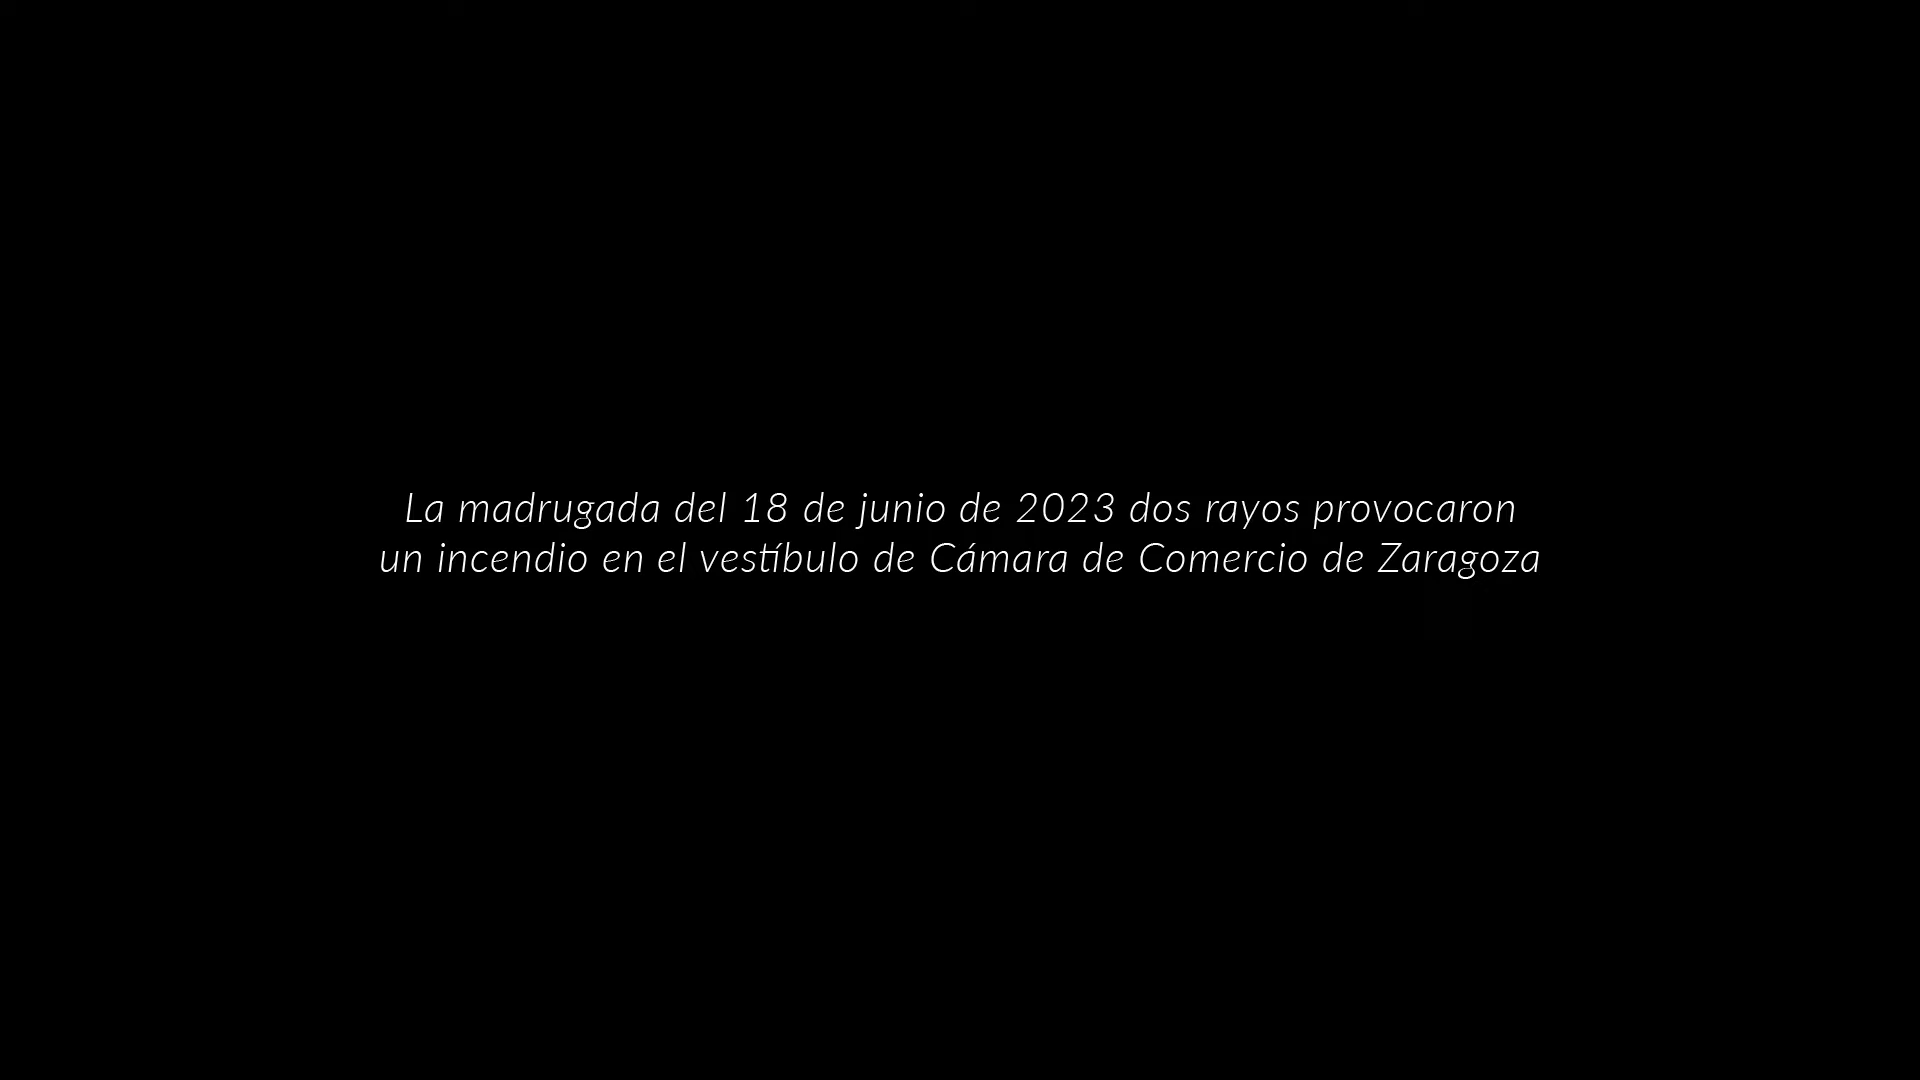 La madrugada del 18 de junio de 2023 dos rayos provocaron
un incendio en el vestíbulo de Cámara de Comercio de Zaragoza